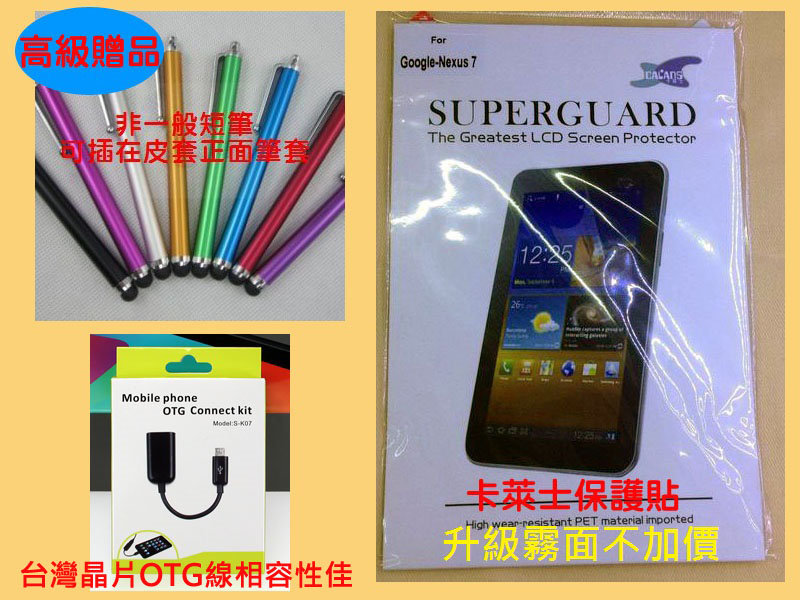 高級贈品
非一般短筆
可插在皮套正面筆套
Mobile phone
OTG Connect kit
Model:S-K07
台灣晶片OTG線相容性佳
For
Google-Nexus 7
CALANS
SUPERGUARD
The Greatest LCD Screen Protector
12:25
26°C
Barcelona
卡萊士保護貼
High wear-resistant PET material imported
升級霧面不加價